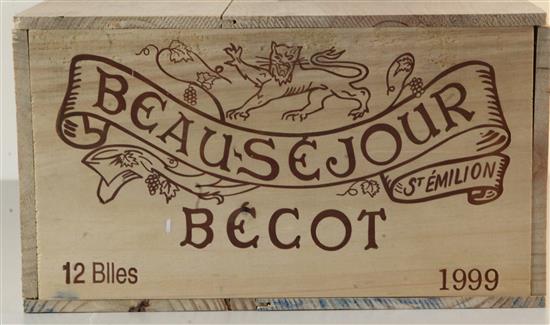 BEAU-SÉJOUR
ST ÉMILION
BÉCOT
12 Blles
1999